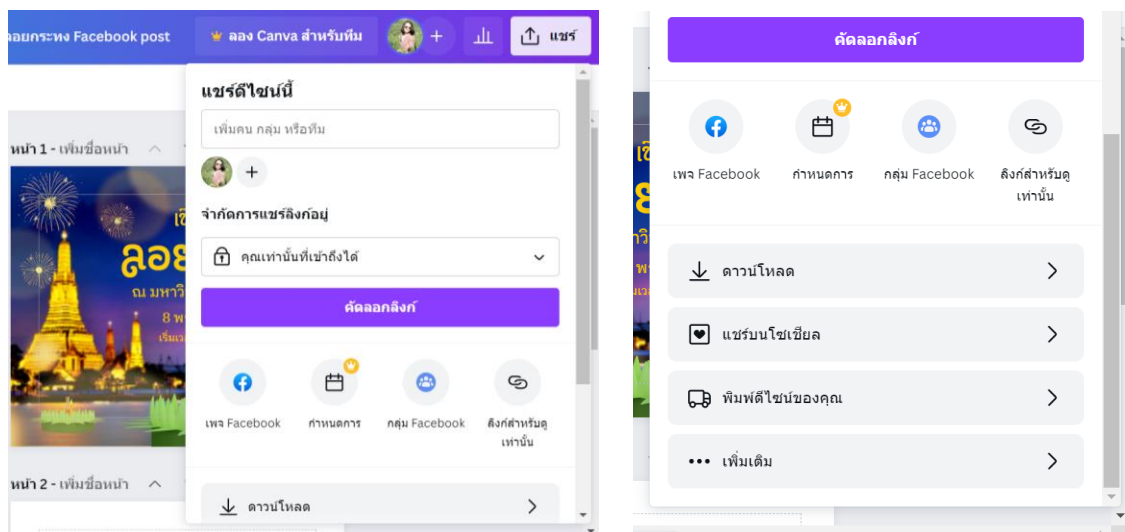 ลอยกระทง Facebook post
ลอง Canva สำหรับทีม
แชร์
แชร์ดีไซน์นี้
เพิ่มคน กลุ่ม หรือทีม
จำกัดการแชร์ลิงก์อยู่
คุณเท่านั้นที่เข้าถึงได้
คัดลอกลิงก์
เพจ Facebook
กำหนดการ
กลุ่ม Facebook
ลิงก์สำหรับดู
เท่านั้น
ดาวน์โหลด
หน้า 1 - เพิ่มชื่อหน้า
ณ มหาวิ
8 พ
หน้า 2 - เพิ่มชื่อหน้า
คัดลอกลิงก์
เพจ Facebook
กำหนดการ
กลุ่ม Facebook
ลิงก์สำหรับดู
เท่านั้น
ดาวน์โหลด
แชร์บนโซเชียล
พิมพ์ดีไซน์ของคุณ
เพิ่มเติม